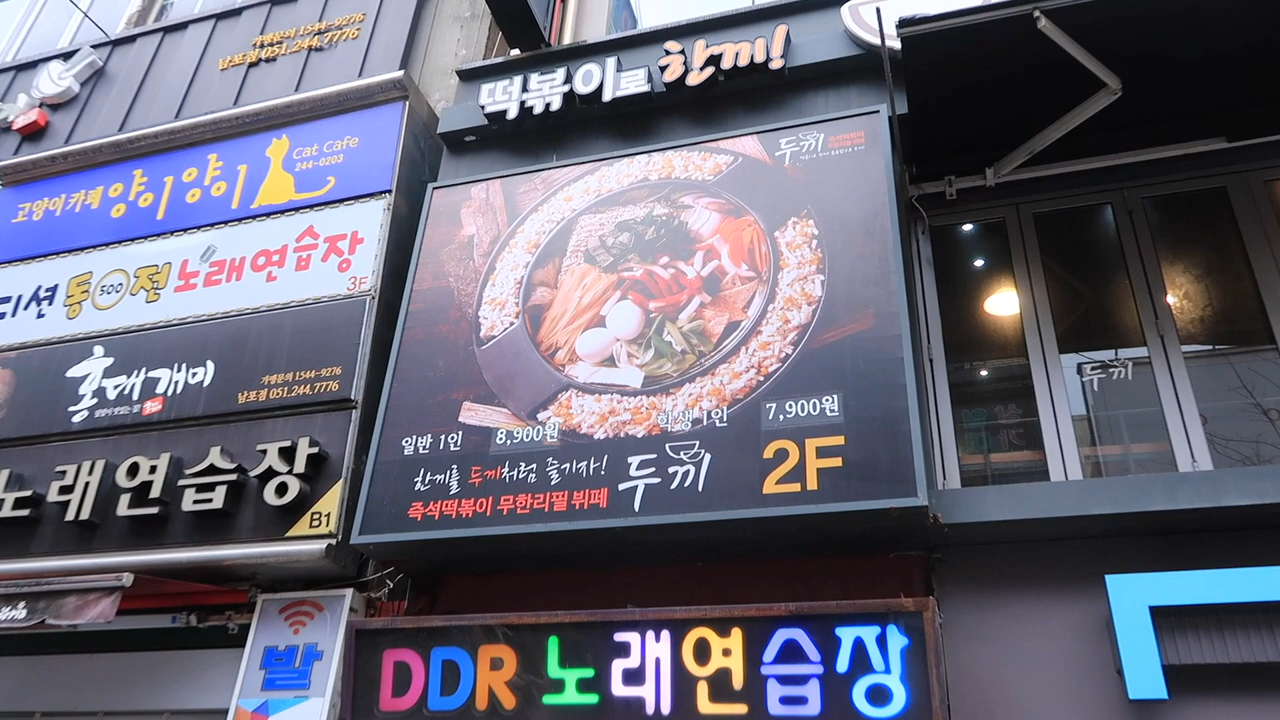 가맹문의 1544-9276
남포점 051.244.7776
떡볶이로 한끼!
고양이카페 양이양이 Cat Cafe
244-0203
디션 동500전 노래연습장
3F
홍대개미
가맹문의 1544-9276
남포점 051.244.7776
노래연습장
B1
두끼
일반 1인 8,900원 학생 1인 7,900원
한끼를 두끼처럼 즐기자!
즉석떡볶이 무한리필 뷔페
두끼
2F
두끼
발
DDR 노래연습장